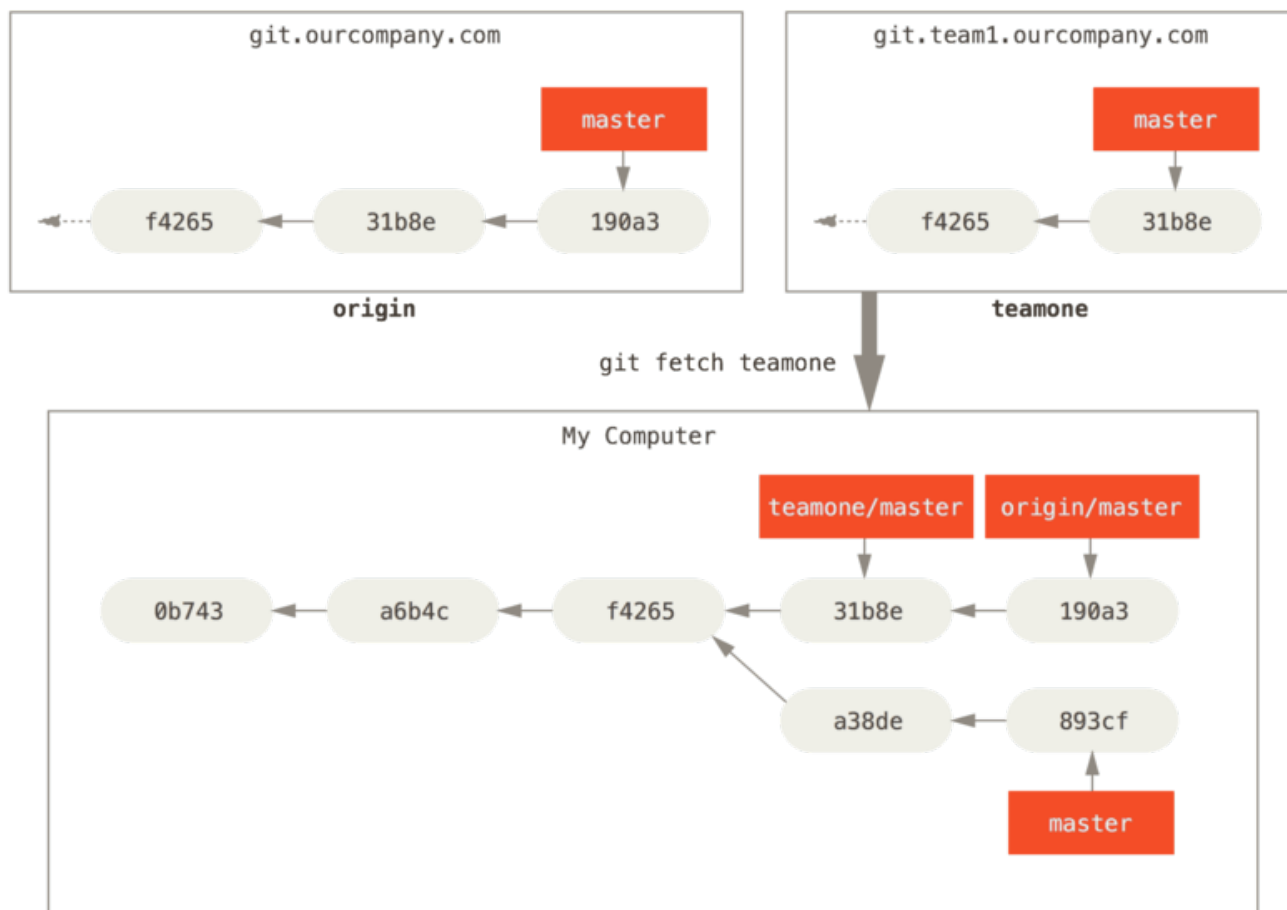 git.ourcompany.com
master
f4265 31b8e 190a3
origin
git.team1.ourcompany.com
master
f4265 31b8e
teamone
git fetch teamone
My Computer
teamone/master origin/master
0b743 a6b4c f4265 31b8e 190a3
a38de 893cf
master